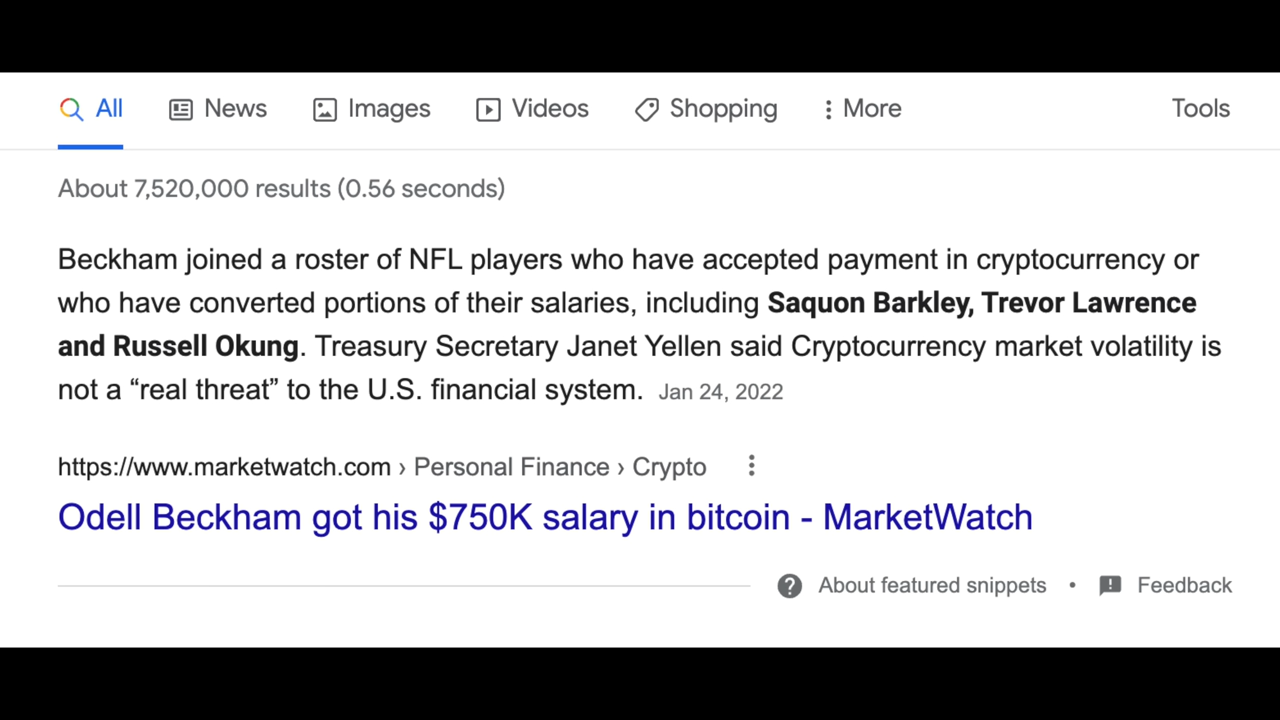 All News Images Videos Shopping More Tools
About 7,520,000 results (0.56 seconds)
Beckham joined a roster of NFL players who have accepted payment in cryptocurrency or
who have converted portions of their salaries, including Saquon Barkley, Trevor Lawrence
and Russell Okung. Treasury Secretary Janet Yellen said Cryptocurrency market volatility is
not a “real threat” to the U.S. financial system. Jan 24, 2022
https://www.marketwatch.com › Personal Finance › Crypto
Odell Beckham got his $750K salary in bitcoin - MarketWatch
About featured snippets • Feedback